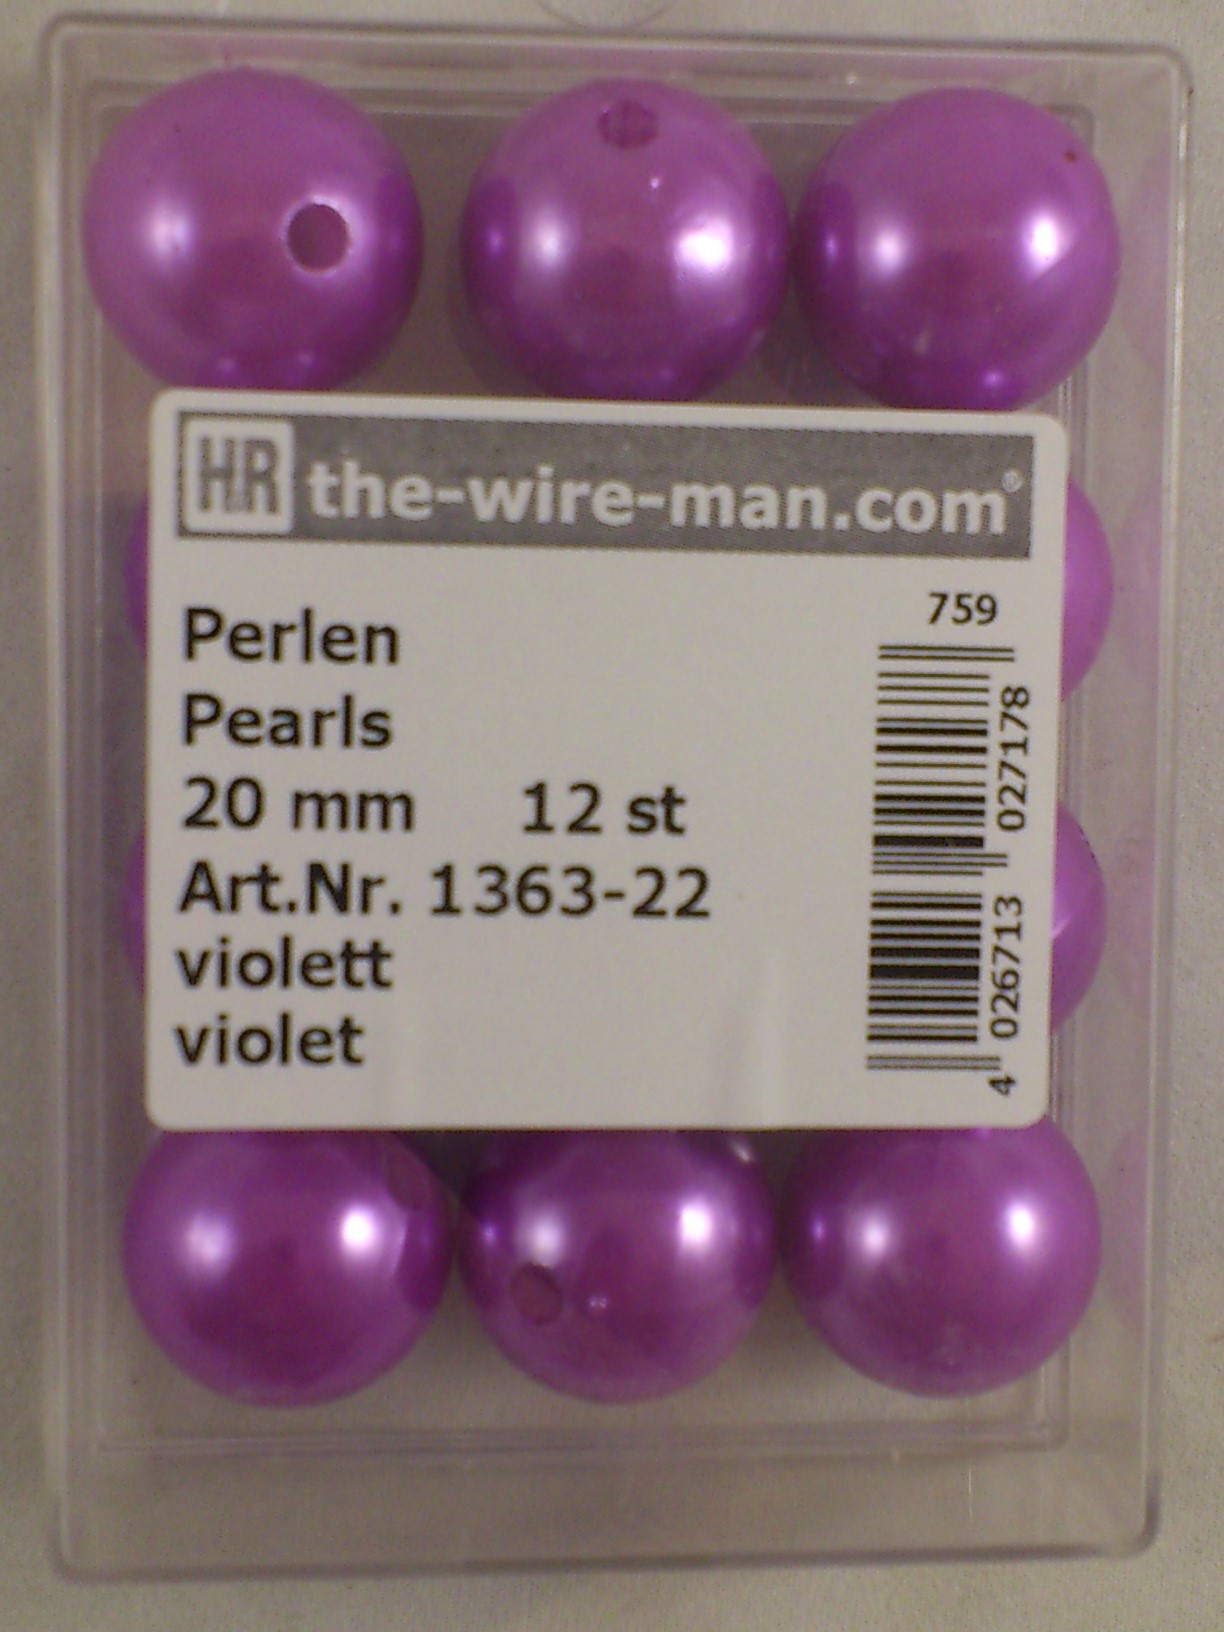 HR the-wire-man.com®
759
Perlen
Pearls
20 mm 12 st
Art.Nr. 1363-22
violett
violet
4 026713 027178